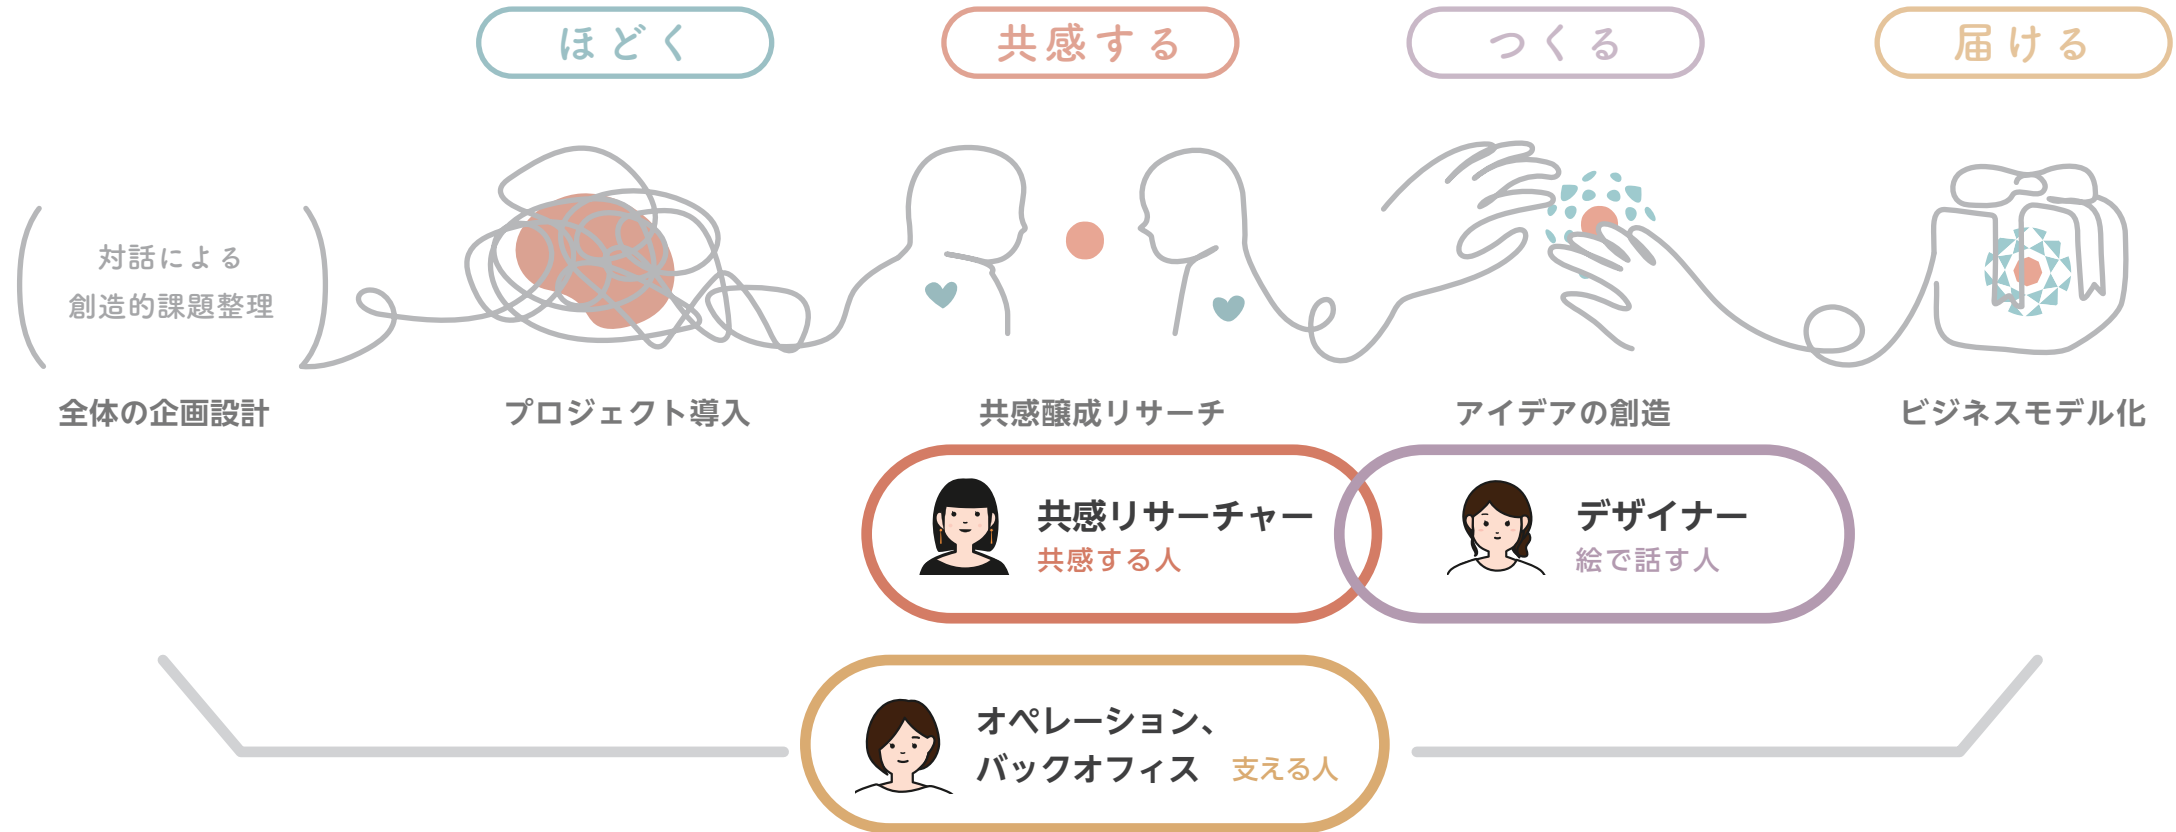 ほどく
共感する
つくる
届ける
対話による
創造的課題整理
全体の企画設計
プロジェクト導入
共感醸成リサーチ
アイデアの創造
ビジネスモデル化
共感リサーチャー
共感する人
デザイナー
絵で話す人
オペレーション、
バックオフィス 支える人